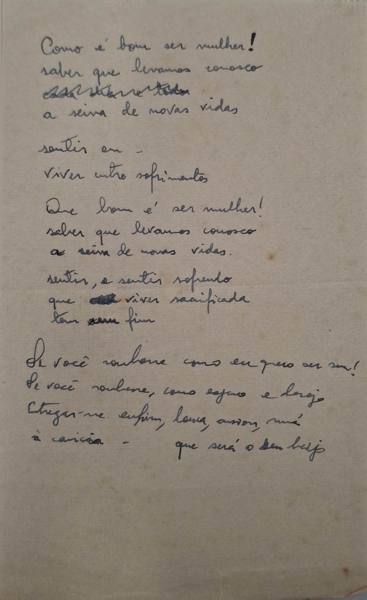 Como é bom ser mulher!
saber que levamos conosco
a seiva de novas vidas
sentir em -
viver entre sofrimentos
Que bom é ser mulher!
saber que levamos conosco
a seiva de novas vidas.
sentir, e sentir sofrendo
que viver sacrificada
tem fim
Se você soubesse como eu quero ser sua!
Se você soubesse, como espero e desejo
Entregar-me enfim, louca, ansiosa, nua
à carícia - que será o seu beijo